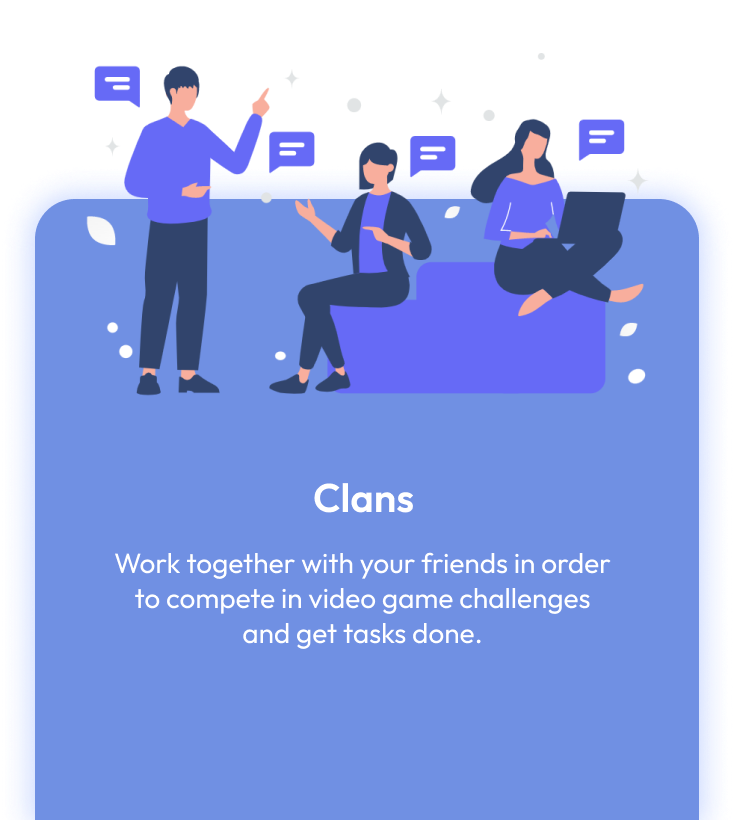 Clans
Work together with your friends in order
to compete in video game challenges
and get tasks done.